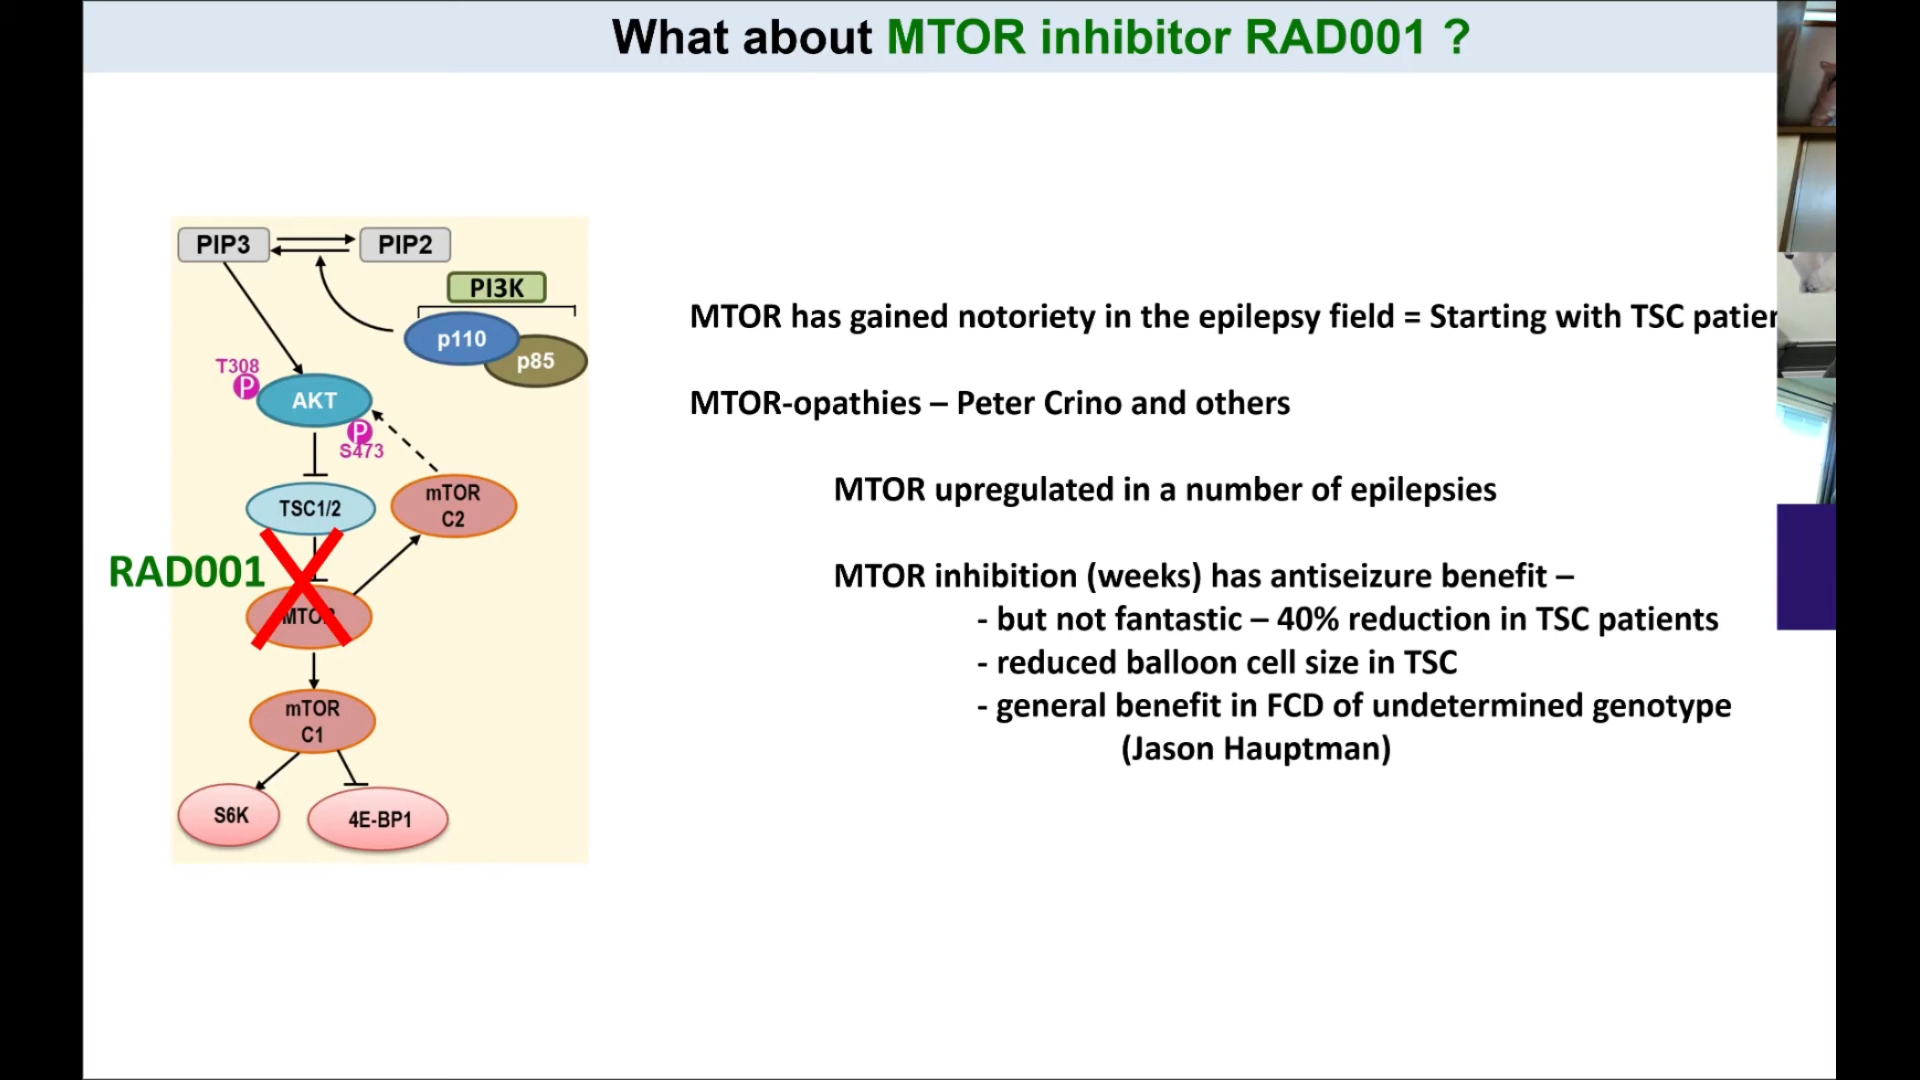 What about MTOR inhibitor RAD001 ?
PIP3
PIP2
PI3K
p110
p85
T308
P
AKT
P
S473
TSC1/2
mTOR
C2
RAD001
MTOR
mTOR
C1
S6K
4E-BP1
MTOR has gained notoriety in the epilepsy field = Starting with TSC
MTOR-opathies – Peter Crino and others
MTOR upregulated in a number of epilepsies
MTOR inhibition (weeks) has antiseizure benefit –
- but not fantastic – 40% reduction in TSC patients
- reduced balloon cell size in TSC
- general benefit in FCD of undetermined genotype
(Jason Hauptman)